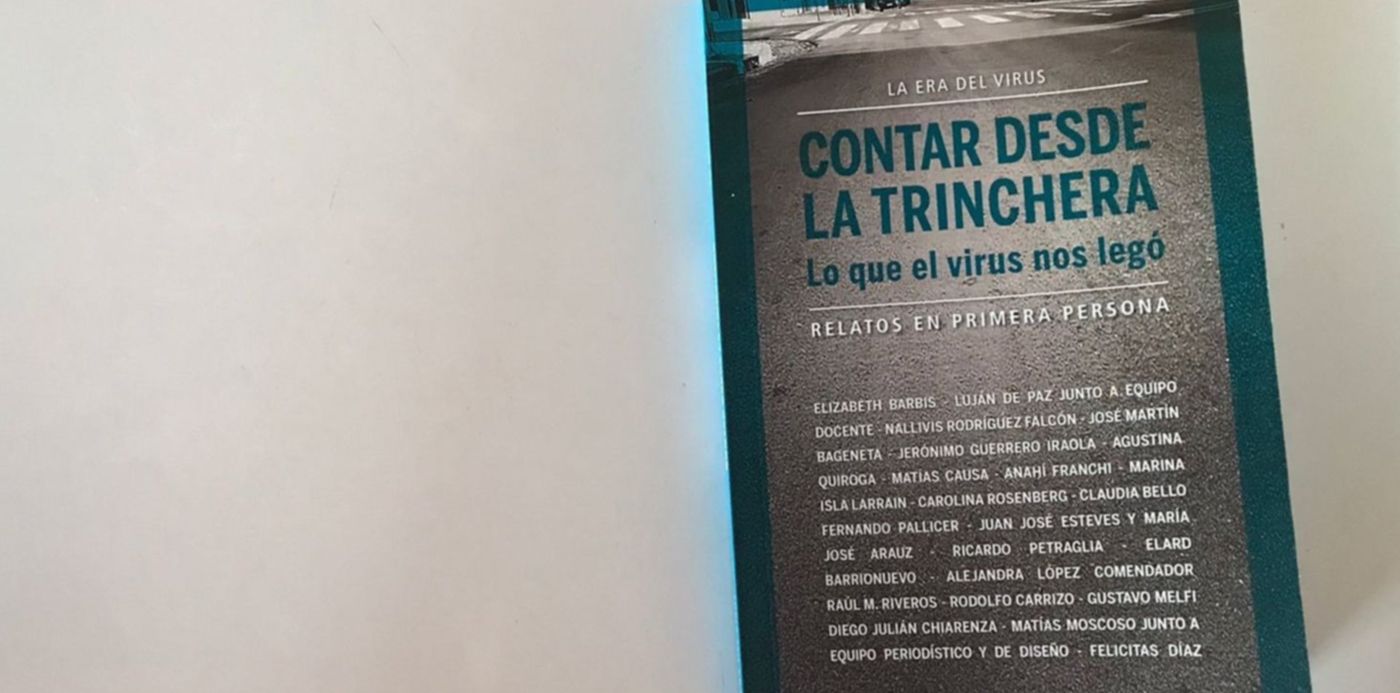 LA ERA DEL VIRUS
CONTAR DESDE
LA TRINCHERA
Lo que el virus nos legó
RELATOS EN PRIMERA PERSONA
ELIZABETH BARBIS - LUJÁN DE PAZ JUNTO A EQUIPO
DOCENTE - NALLIVIS RODRÍGUEZ FALCÓN - JOSÉ MARTÍN
BAGENETA - JERÓNIMO GUERRERO IRAOLA - AGUSTINA
QUIROGA - MATÍAS CAUSA - ANAHÍ FRANCHI - MARINA
ISLA LARRAIN - CAROLINA ROSENBERG - CLAUDIA BELLO
FERNANDO PALLICER - JUAN JOSÉ ESTEVES Y MARÍA
JOSÉ ARAUZ - RICARDO PETRAGLIA - ELARD
BARRIONUEVO - ALEJANDRA LÓPEZ COMENDADOR
RAÚL M. RIVEROS - RODOLFO CARRIZO - GUSTAVO MELFI
DIEGO JULIÁN CHIARENZA - MATÍAS MOSCOSO JUNTO A
EQUIPO PERIODÍSTICO Y DE DISEÑO - FELICITAS DÍAZ